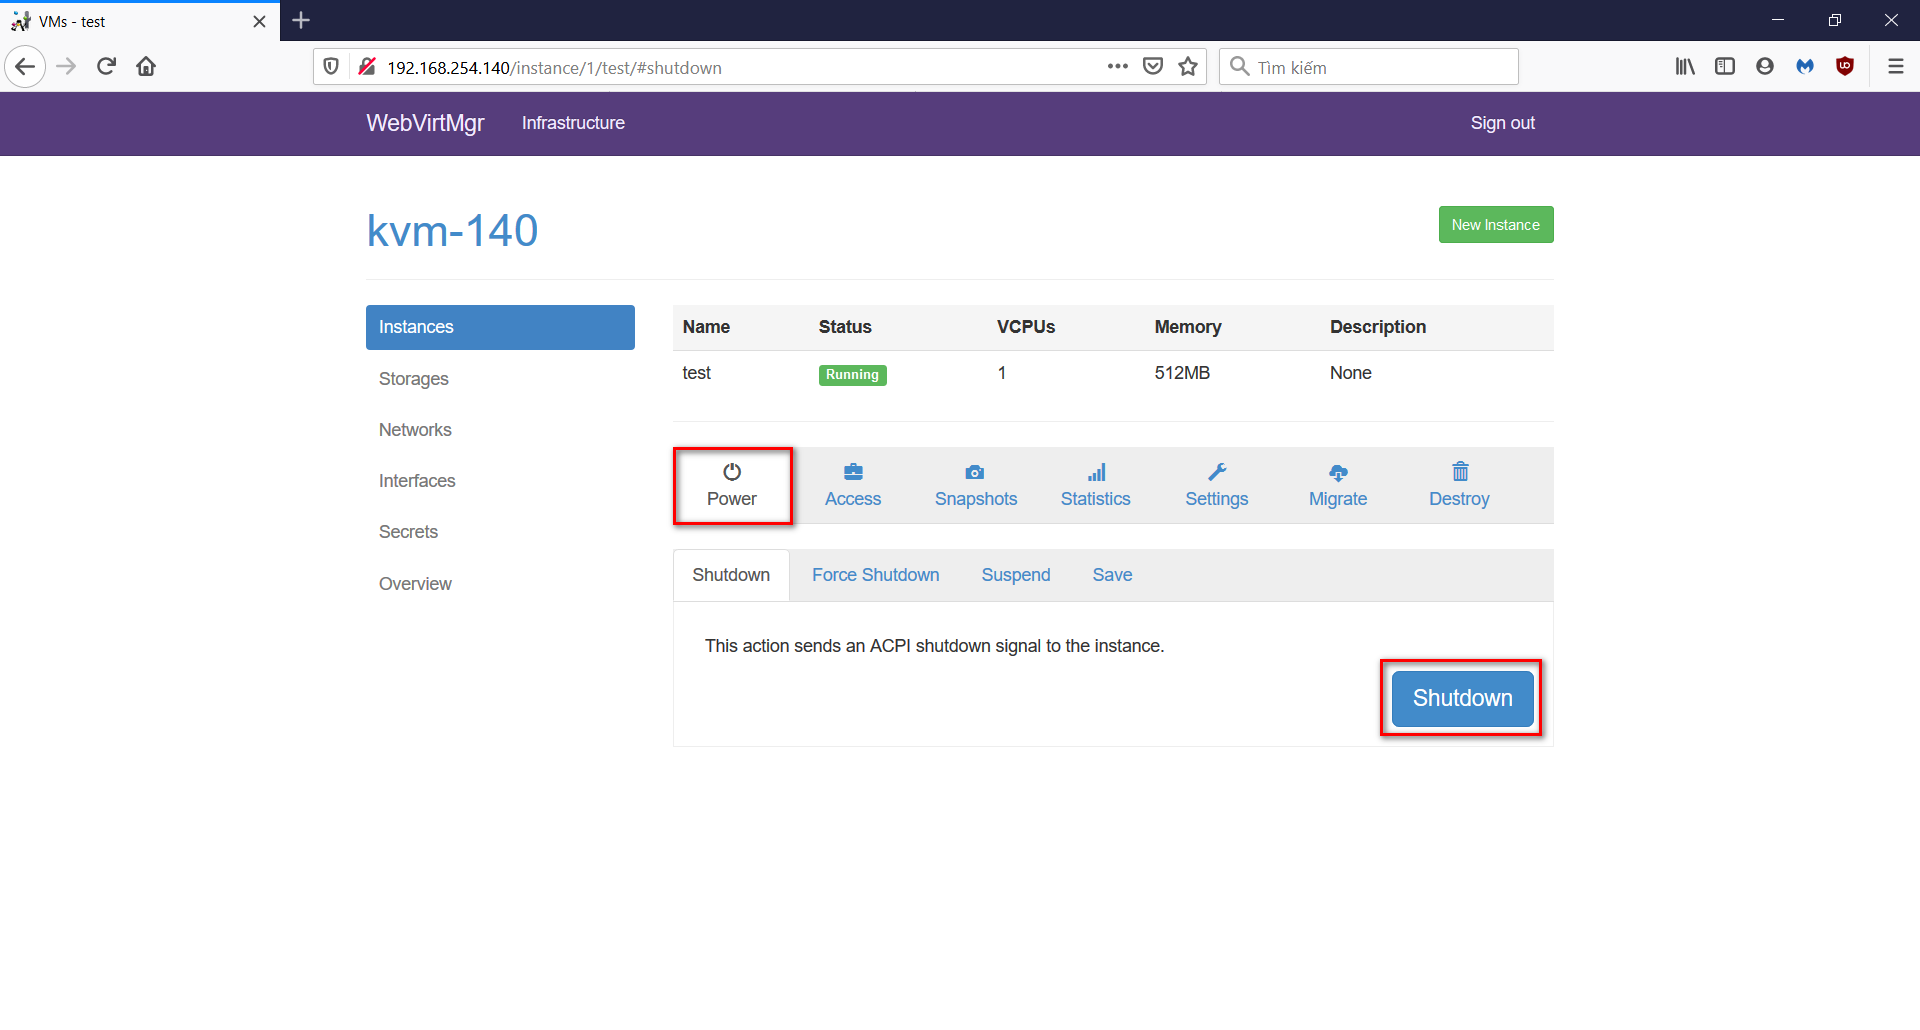 VMs - test
192.168.254.140/instance/1/test/#shutdown
Tìm kiếm
WebVirtMgr Infrastructure Sign out
kvm-140
New Instance
Instances
Storages
Networks
Interfaces
Secrets
Overview
Name Status VCPUs Memory Description
test Running 1 512MB None
Power Access Snapshots Statistics Settings Migrate Destroy
Shutdown Force Shutdown Suspend Save
This action sends an ACPI shutdown signal to the instance.
Shutdown